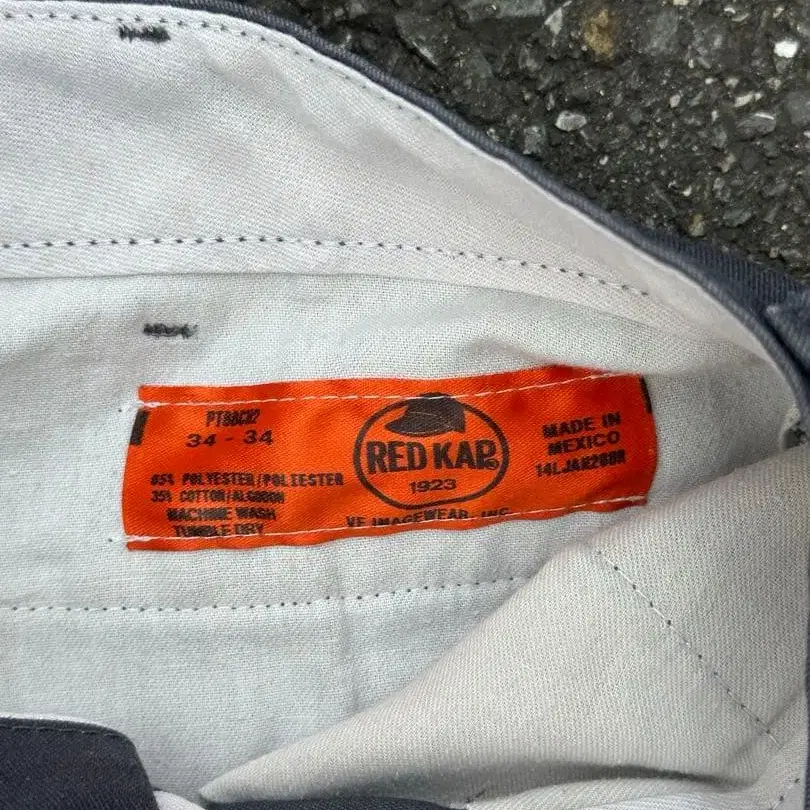 34 - 34
65% POLYESTER/POLIESTER
35% COTTON/ALGODON
MACHINE WASH
TUMBLE DRY
RED KAP®
1923
VF IMAGEWEAR, INC.
MADE IN
MEXICO